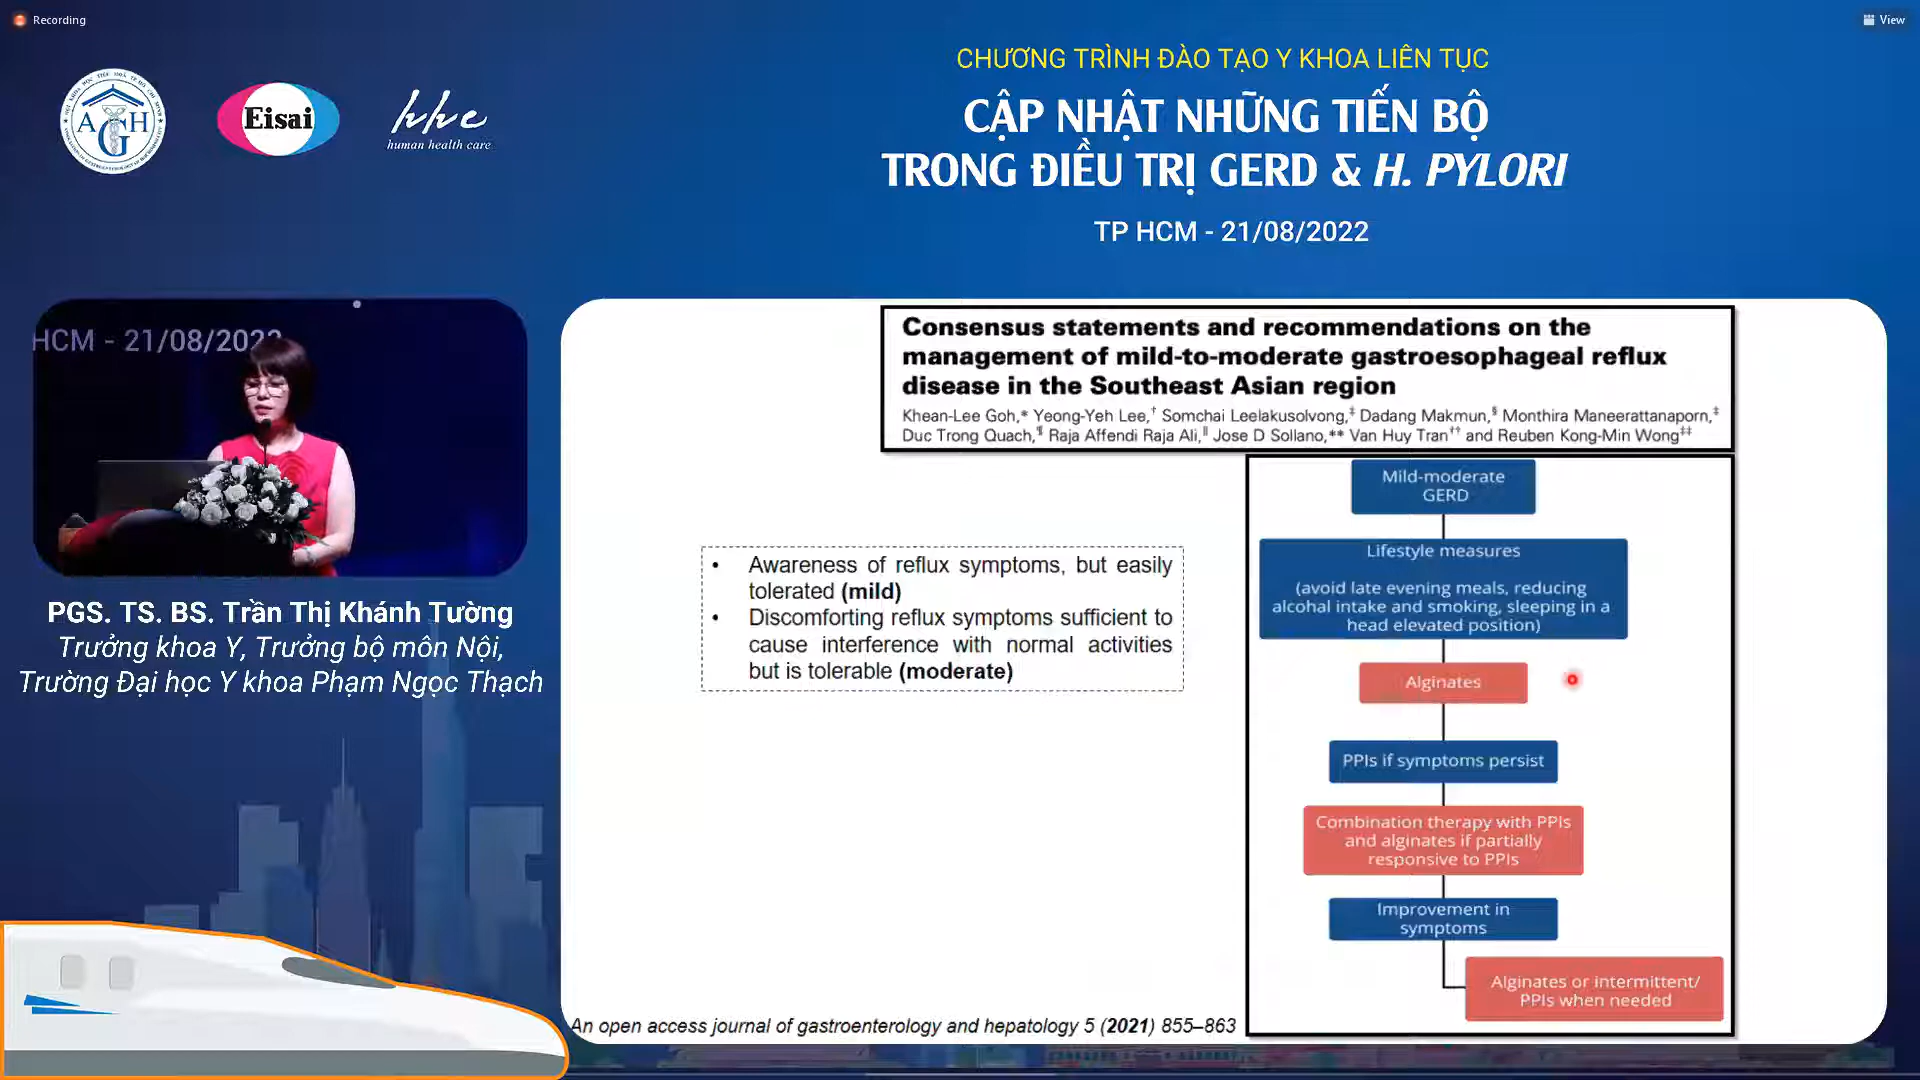 Recording
View
CHƯƠNG TRÌNH ĐÀO TẠO Y KHOA LIÊN TỤC
CẬP NHẬT NHỮNG TIẾN BỘ
TRONG ĐIỀU TRỊ GERD & H. PYLORI
TP HCM - 21/08/2022
A G H
Eisai
hhc
human health care
HCM - 21/08/2022
PGS. TS. BS. Trần Thị Khánh Tường
Trưởng khoa Y, Trưởng bộ môn Nội,
Trường Đại học Y khoa Phạm Ngọc Thạch
Consensus statements and recommendations on the
management of mild-to-moderate gastroesophageal reflux
disease in the Southeast Asian region
Khean-Lee Goh,* Yeong-Yeh Lee,† Somchai Leelakusolvong,‡ Dadang Makmun,§ Monthira Maneerattanaporn,‡
Duc Trong Quach,¶ Raja Affendi Raja Ali,‖ Jose D Sollano,** Van Huy Tran†† and Reuben Kong-Min Wong‡‡
• Awareness of reflux symptoms, but easily
tolerated (mild)
• Discomforting reflux symptoms sufficient to
cause interference with normal activities
but is tolerable (moderate)
Mild-moderate
GERD
Lifestyle measures
(avoid late evening meals, reducing
alcohal intake and smoking, sleeping in a
head elevated position)
Alginates
PPIs if symptoms persist
Combination therapy with PPIs
and alginates if partially
responsive to PPIs
Improvement in
symptoms
Alginates or intermittent/
PPIs when needed
An open access journal of gastroenterology and hepatology 5 (2021) 855–863